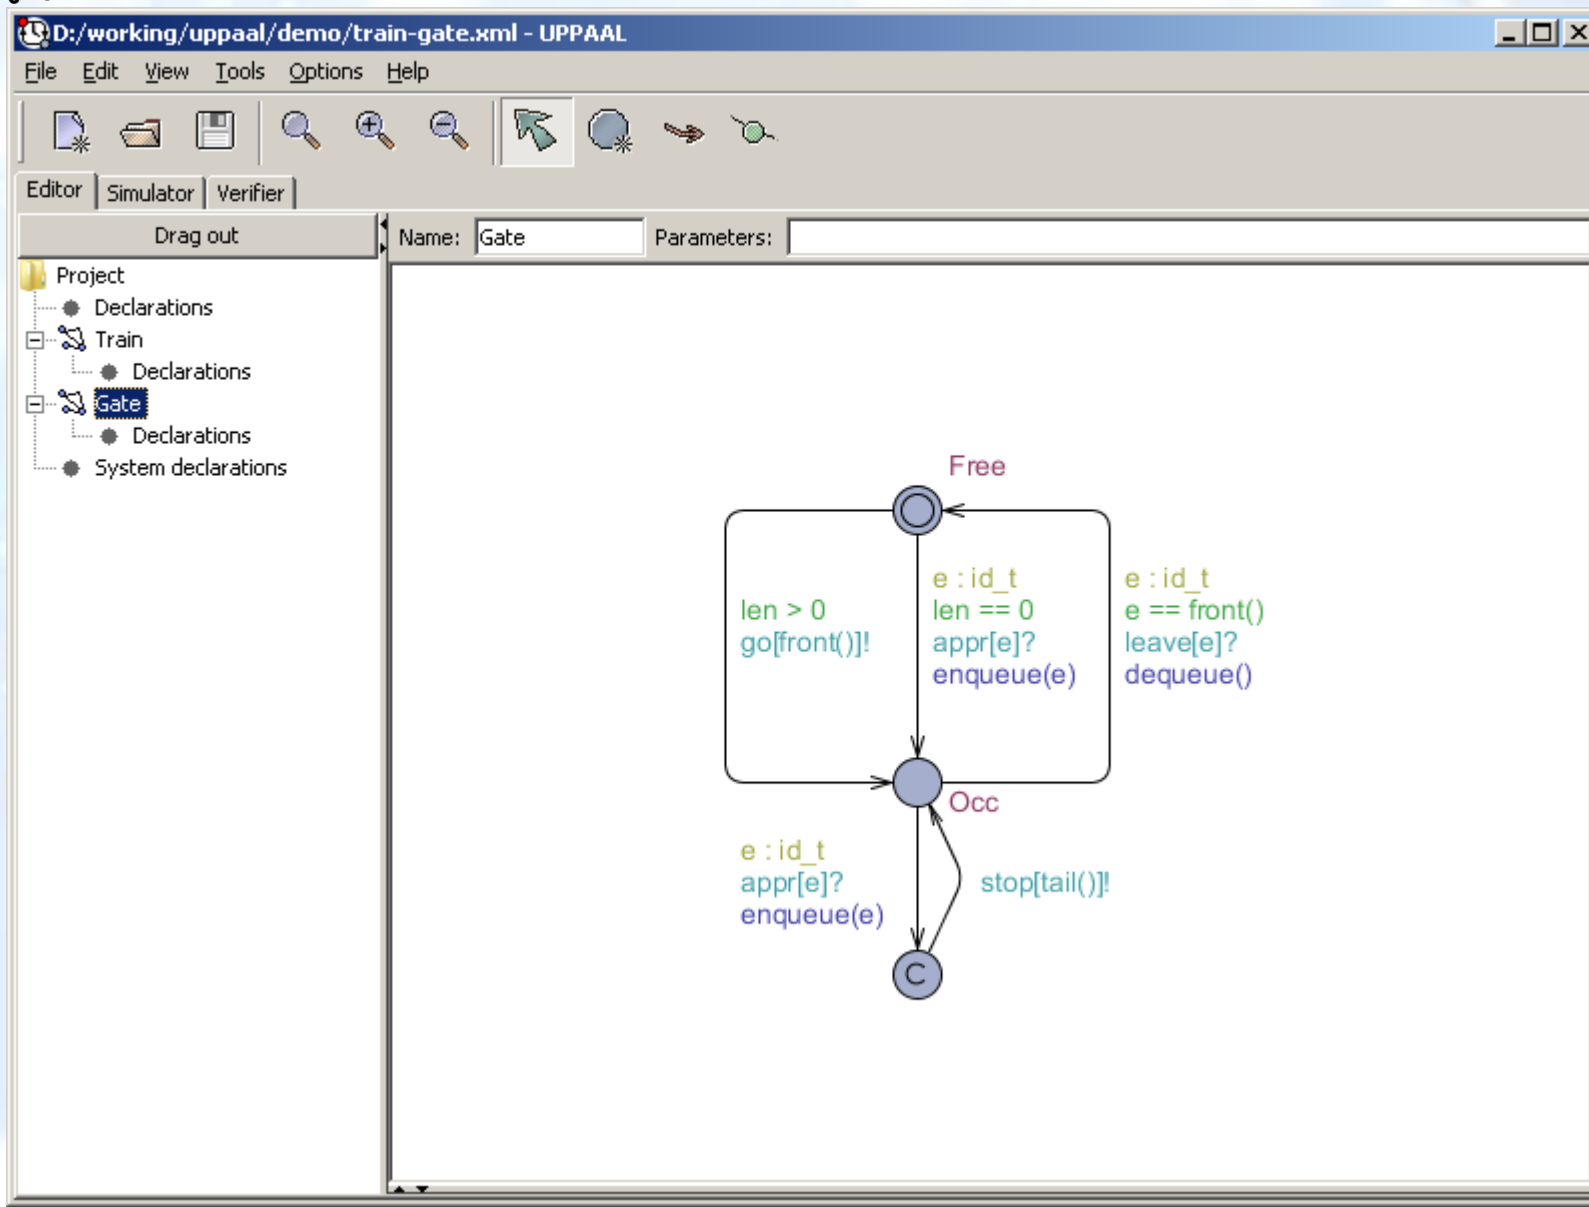 D:/working/uppaal/demo/train-gate.xml - UPPAAL
File Edit View Tools Options Help
Editor Simulator Verifier
Drag out
Name: Gate Parameters:
Project
Declarations
Train
Declarations
Gate
Declarations
System declarations
Free
len > 0
go[front()]!
e : id_t
len == 0
appr[e]?
enqueue(e)
e : id_t
e == front()
leave[e]?
dequeue()
Occ
e : id_t
appr[e]?
enqueue(e)
stop[tail()]!
C